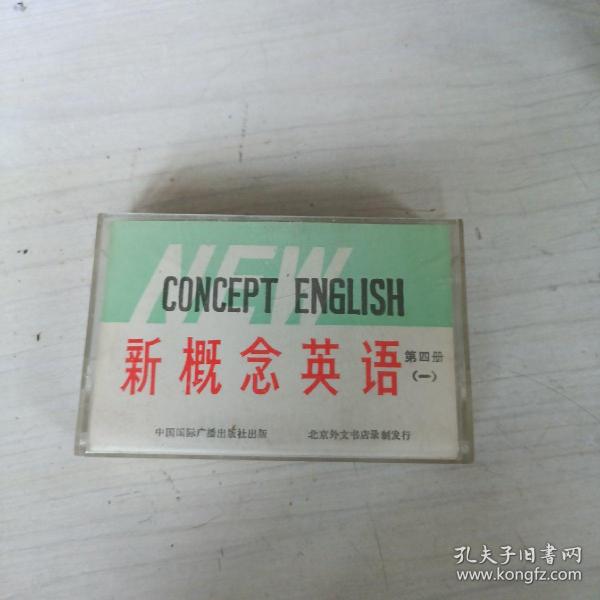 NEW
CONCEPT ENGLISH
新概念英语 第四册
(一)
中国国际广播出版社出版 北京外文书店录制发行
孔夫子旧書网
www.kongfz.com